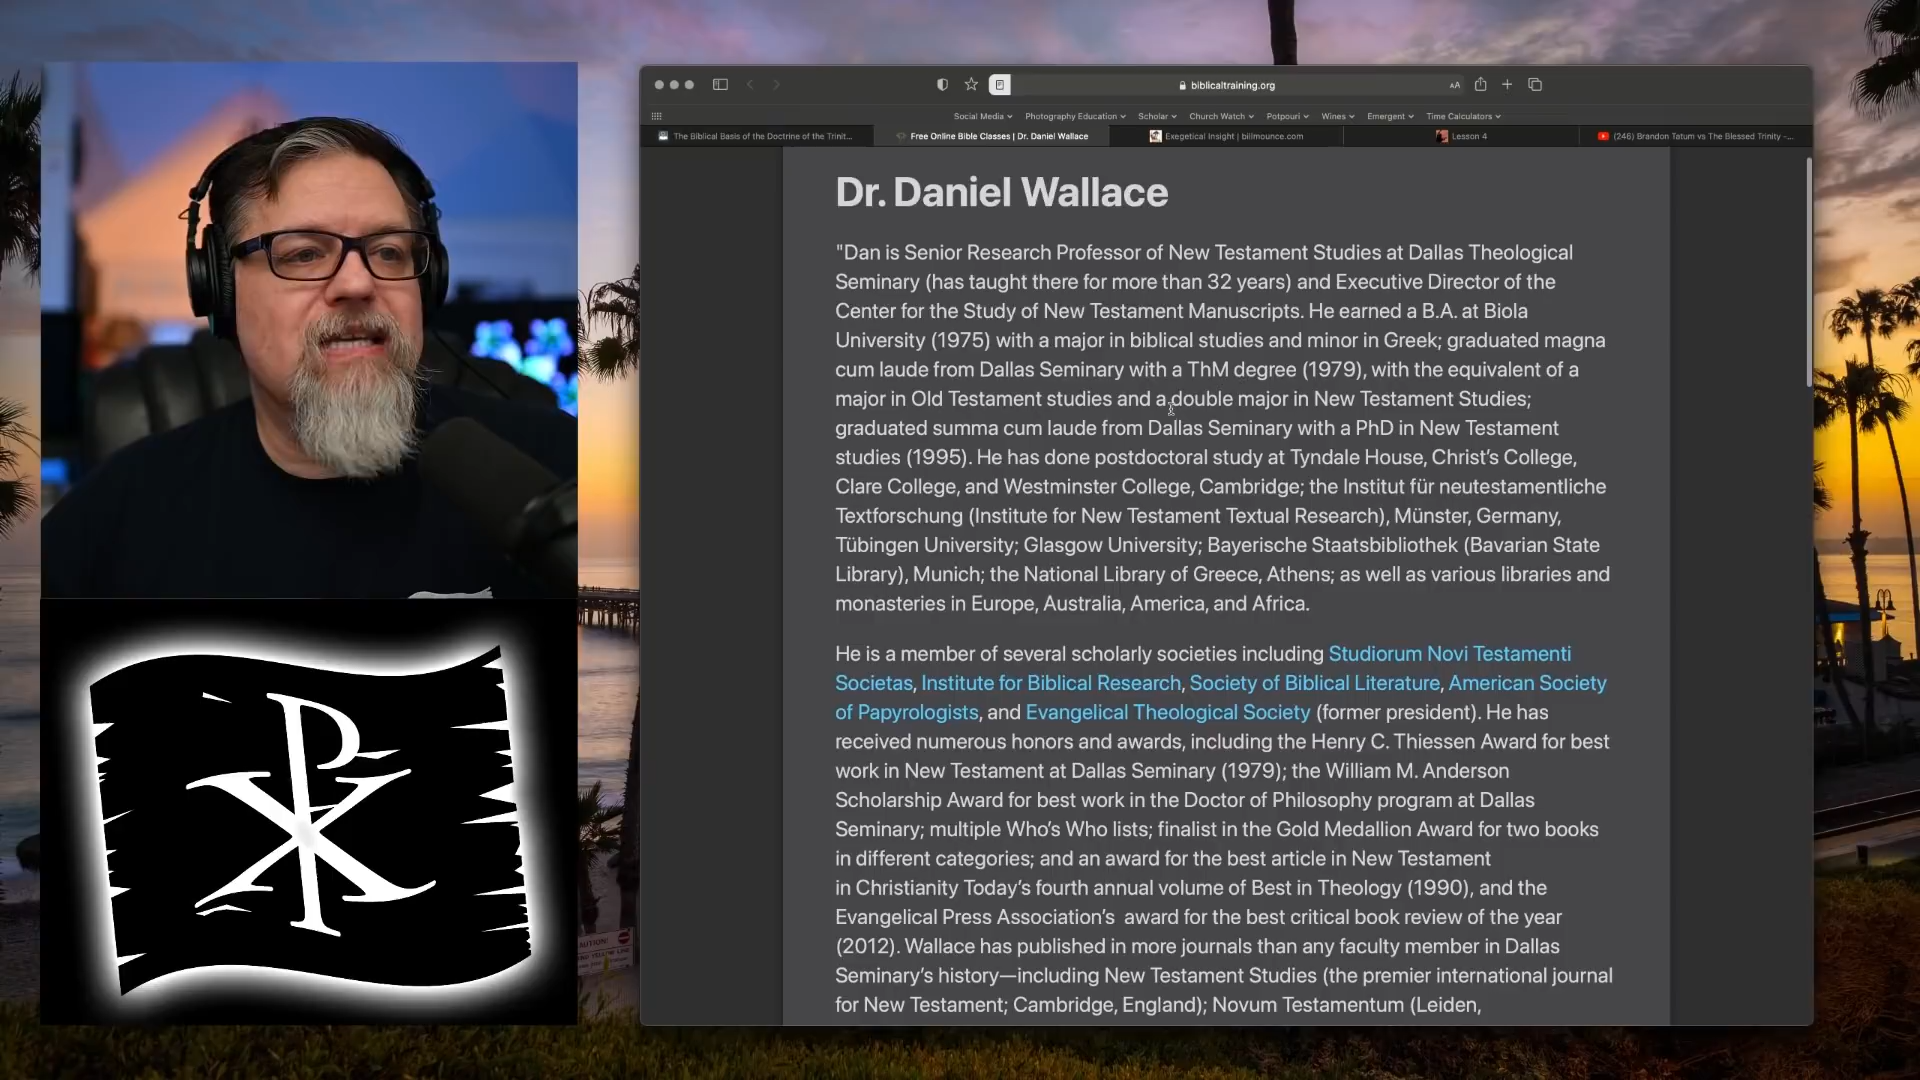 biblicaltraining.org
AA
Social Media
Photography Education
Scholar
Church Watch
Potpouri
Wines
Emergent
Time Calculators
The Biblical Basis of the Doctrine of the Trinit...
Free Online Bible Classes | Dr. Daniel Wallace
Exegetical Insight | billmounce.com
Lesson 4
(246) Brandon Tatum vs The Blessed Trinity -...
Dr. Daniel Wallace
"Dan is Senior Research Professor of New Testament Studies at Dallas Theological
Seminary (has taught there for more than 32 years) and Executive Director of the
Center for the Study of New Testament Manuscripts. He earned a B.A. at Biola
University (1975) with a major in biblical studies and minor in Greek; graduated magna
cum laude from Dallas Seminary with a ThM degree (1979), with the equivalent of a
major in Old Testament studies and a double major in New Testament Studies;
graduated summa cum laude from Dallas Seminary with a PhD in New Testament
studies (1995). He has done postdoctoral study at Tyndale House, Christ's College,
Clare College, and Westminster College, Cambridge; the Institut für neutestamentliche
Textforschung (Institute for New Testament Textual Research), Münster, Germany,
Tübingen University; Glasgow University; Bayerische Staatsbibliothek (Bavarian State
Library), Munich; the National Library of Greece, Athens; as well as various libraries and
monasteries in Europe, Australia, America, and Africa.
He is a member of several scholarly societies including Studiorum Novi Testamenti
Societas, Institute for Biblical Research, Society of Biblical Literature, American Society
of Papyrologists, and Evangelical Theological Society (former president). He has
received numerous honors and awards, including the Henry C. Thiessen Award for best
work in New Testament at Dallas Seminary (1979); the William M. Anderson
Scholarship Award for best work in the Doctor of Philosophy program at Dallas
Seminary; multiple Who's Who lists; finalist in the Gold Medallion Award for two books
in different categories; and an award for the best article in New Testament
in Christianity Today's fourth annual volume of Best in Theology (1990), and the
Evangelical Press Association's award for the best critical book review of the year
(2012). Wallace has published in more journals than any faculty member in Dallas
Seminary's history—including New Testament Studies (the premier international journal
for New Testament; Cambridge, England); Novum Testamentum (Leiden,